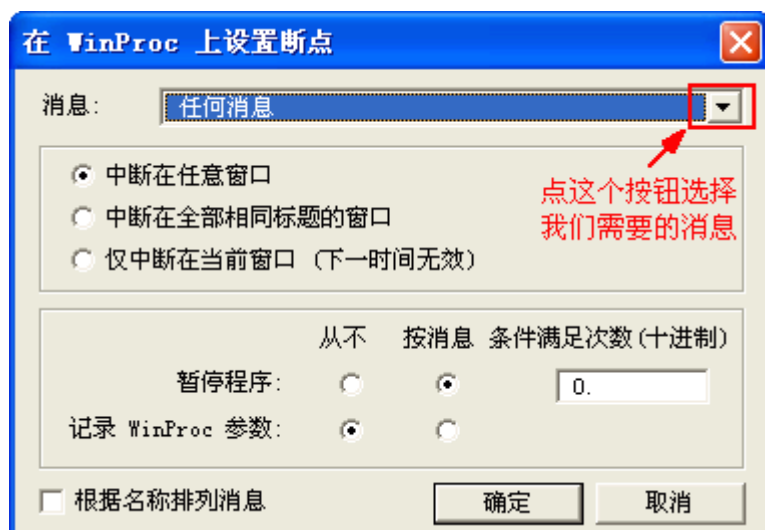 在 WinProc 上设置断点
消息:
任何消息
中断在任意窗口
点这个按钮选择
中断在全部相同标题的窗口
我们需要的消息
仅中断在当前窗口 (下一时间无效)
从不 按消息 条件满足次数(十进制)
暂停程序: 0.
记录 WinProc 参数:
根据名称排列消息 确定 取消